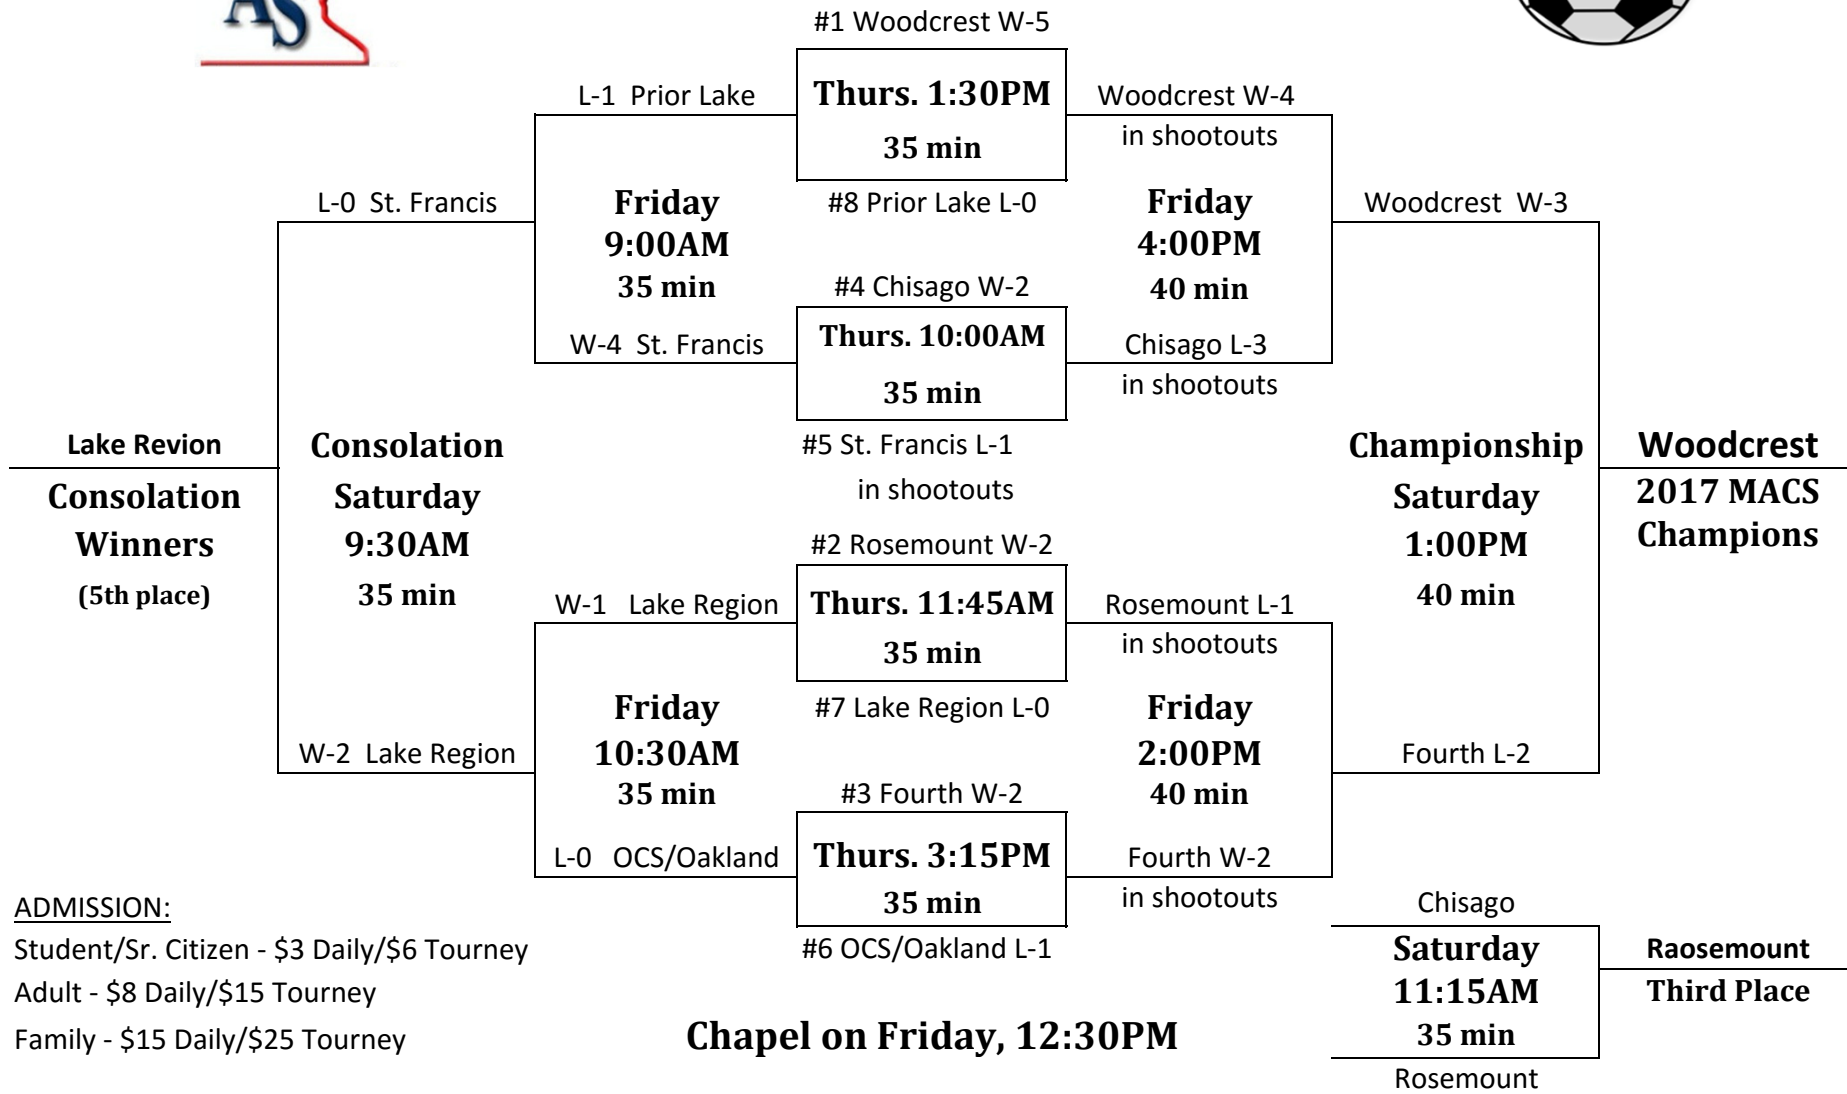 AS
#1 Woodcrest W-5
L-1 Prior Lake
Thurs. 1:30PM
Woodcrest W-4
35 min
in shootouts
L-0 St. Francis
Friday
#8 Prior Lake L-0
Friday
Woodcrest W-3
9:00AM
4:00PM
35 min
#4 Chisago W-2
40 min
W-4 St. Francis
Thurs. 10:00AM
Chisago L-3
35 min
in shootouts
Lake Revion
Consolation
#5 St. Francis L-1
Championship
Woodcrest
Consolation
Saturday
in shootouts
Saturday
2017 MACS
Winners
9:30AM
#2 Rosemount W-2
1:00PM
Champions
(5th place)
35 min
W-1 Lake Region
Thurs. 11:45AM
Rosemount L-1
40 min
35 min
in shootouts
Friday
#7 Lake Region L-0
Friday
W-2 Lake Region
10:30AM
2:00PM
Fourth L-2
35 min
#3 Fourth W-2
40 min
L-0 OCS/Oakland
Thurs. 3:15PM
Fourth W-2
35 min
in shootouts
Chisago
ADMISSION:
Student/Sr. Citizen - $3 Daily/$6 Tourney
#6 OCS/Oakland L-1
Saturday
Raosemount
Adult - $8 Daily/$15 Tourney
11:15AM
Third Place
Family - $15 Daily/$25 Tourney
Chapel on Friday, 12:30PM
35 min
Rosemount